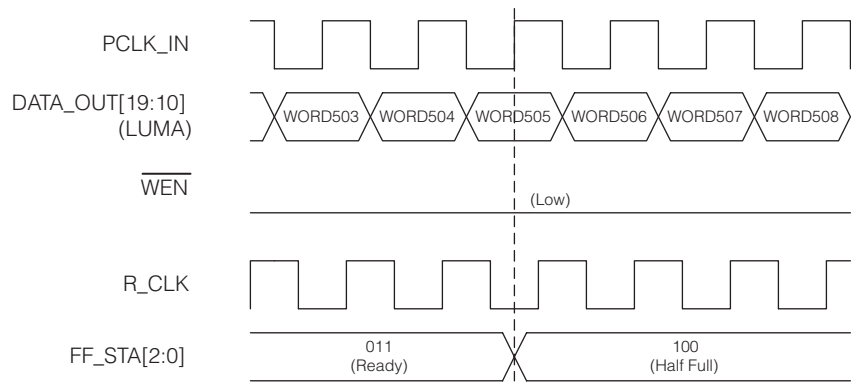 PCLK_IN
DATA_OUT[19:10]
(LUMA)
WORD503 WORD504 WORD505 WORD506 WORD507 WORD508
WEN
(Low)
R_CLK
FF_STA[2:0]
011
(Ready)
100
(Half Full)